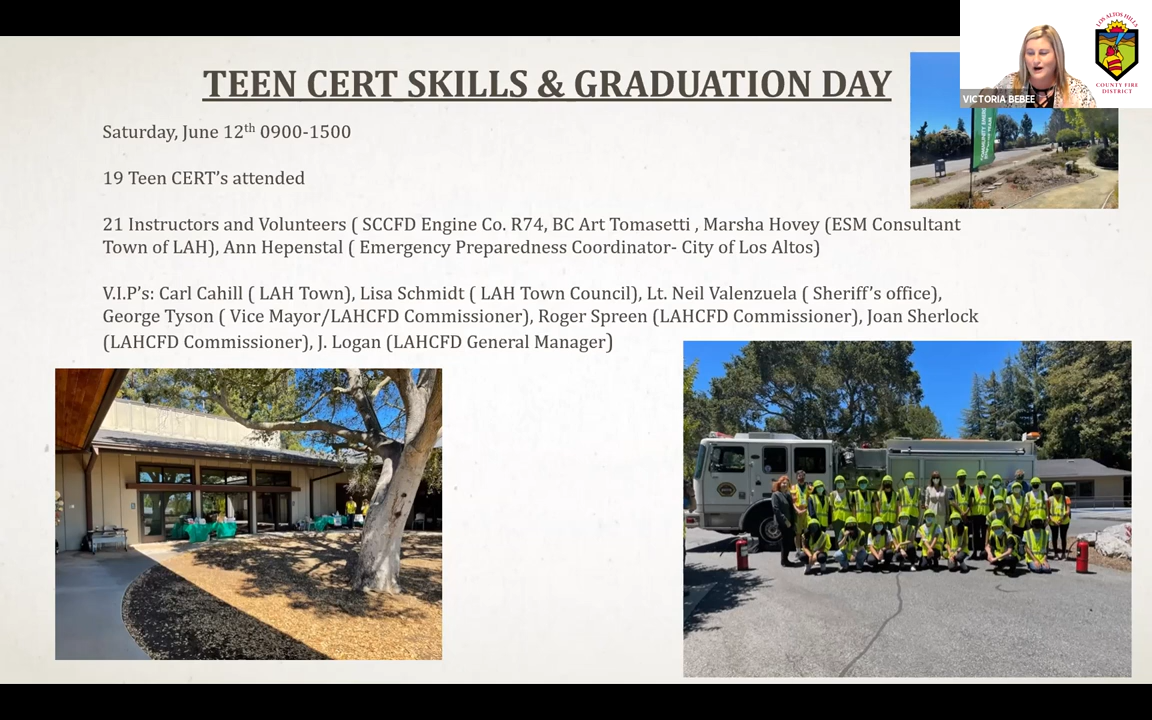 TEEN CERT SKILLS & GRADUATION DAY
Saturday, June 12th 0900-1500
19 Teen CERT’s attended
21 Instructors and Volunteers ( SCCFD Engine Co. R74, BC Art Tomasetti , Marsha Hovey (ESM Consultant
Town of LAH), Ann Hepenstal ( Emergency Preparedness Coordinator- City of Los Altos)
V.I.P’s: Carl Cahill ( LAH Town), Lisa Schmidt ( LAH Town Council), Lt. Neil Valenzuela ( Sheriff’s office),
George Tyson ( Vice Mayor/LAHCFD Commissioner), Roger Spreen (LAHCFD Commissioner), Joan Sherlock
(LAHCFD Commissioner), J. Logan (LAHCFD General Manager)
VICTORIA BEBEE
LOS ALTOS HILLS
COUNTY FIRE
DISTRICT